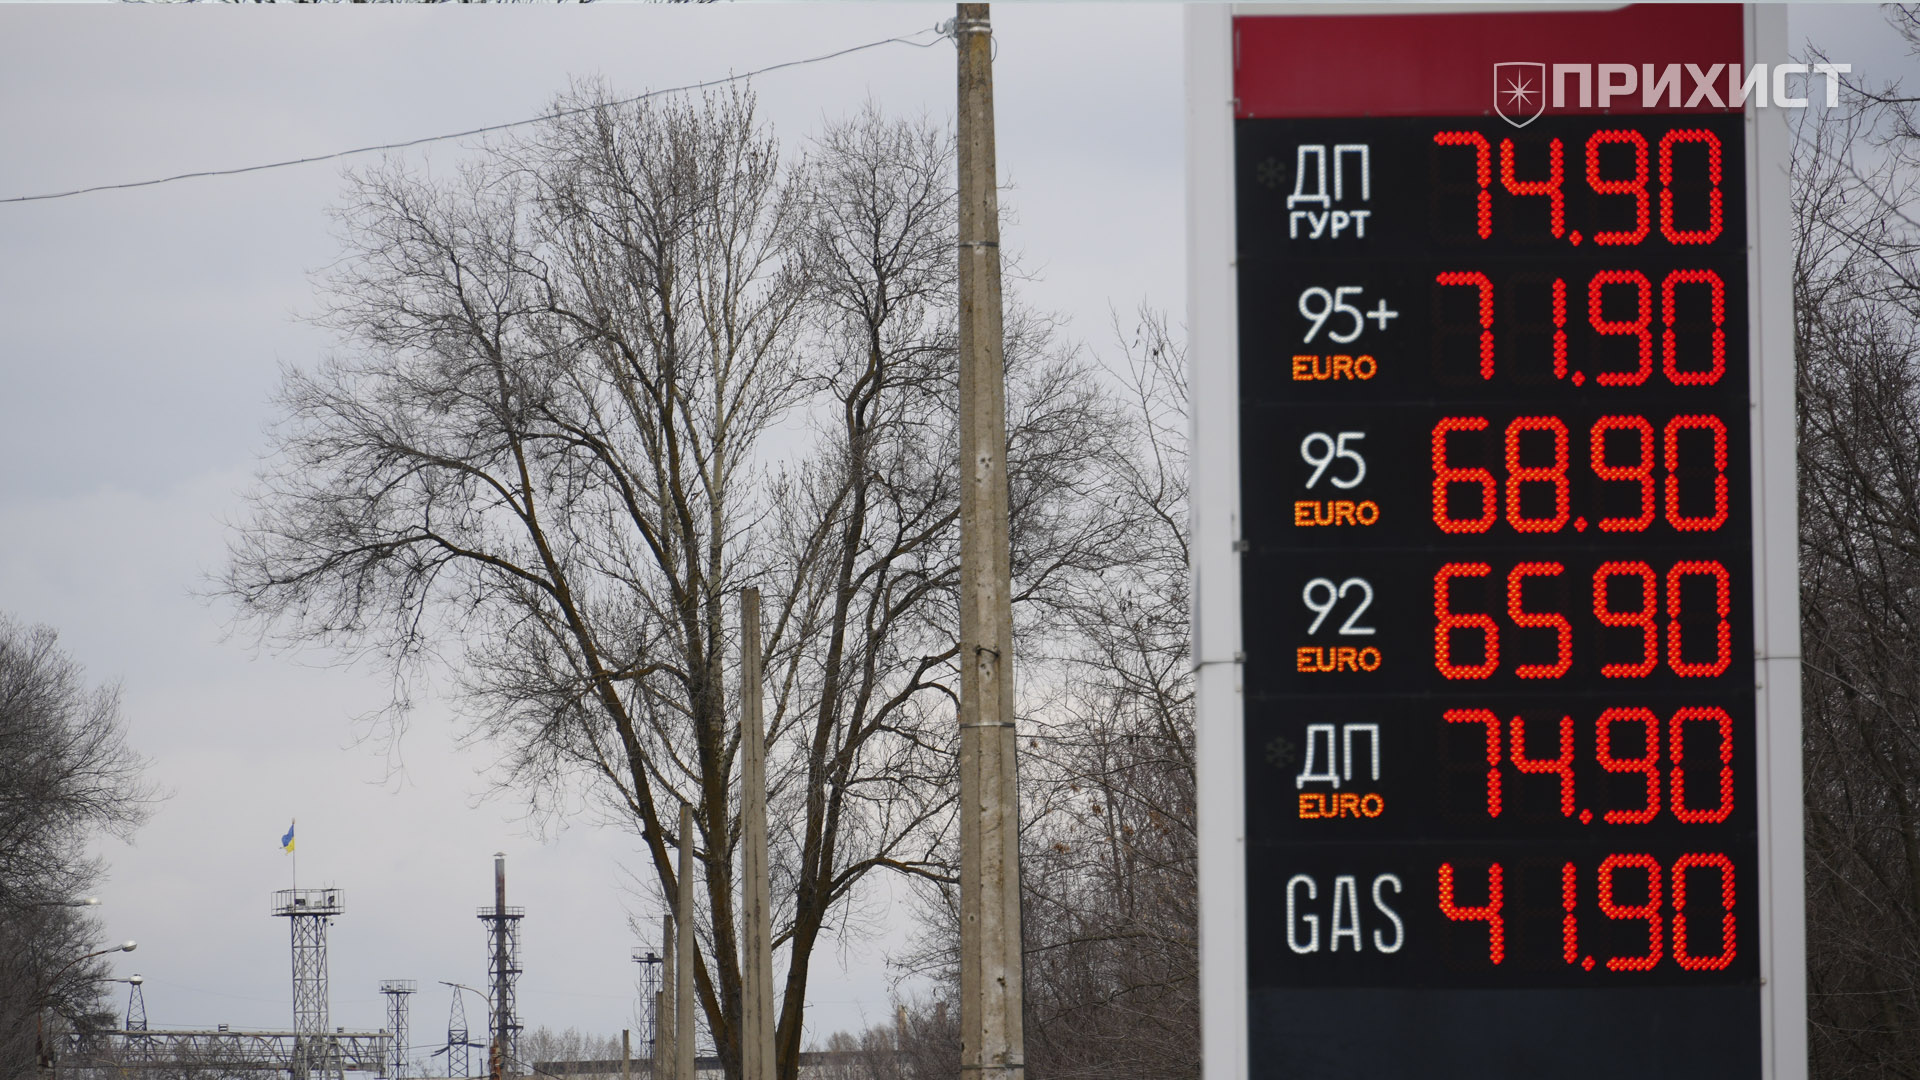 ПРИХИСТ
ДП 74.90
ГУРТ
95+ 71.90
EURO
95 68.90
EURO
92 65.90
EURO
ДП 74.90
EURO
GAS 41.90